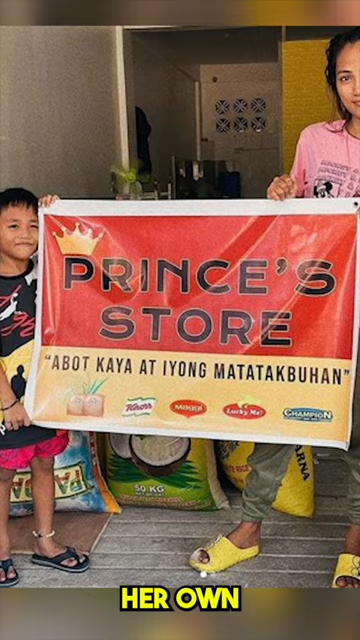 PRINCE'S
STORE
"ABOT KAYA AT IYONG MATATAKBUHAN"
Knorr
MAGGI
Lucky Me!
CHAMPION
50 KG
HER OWN